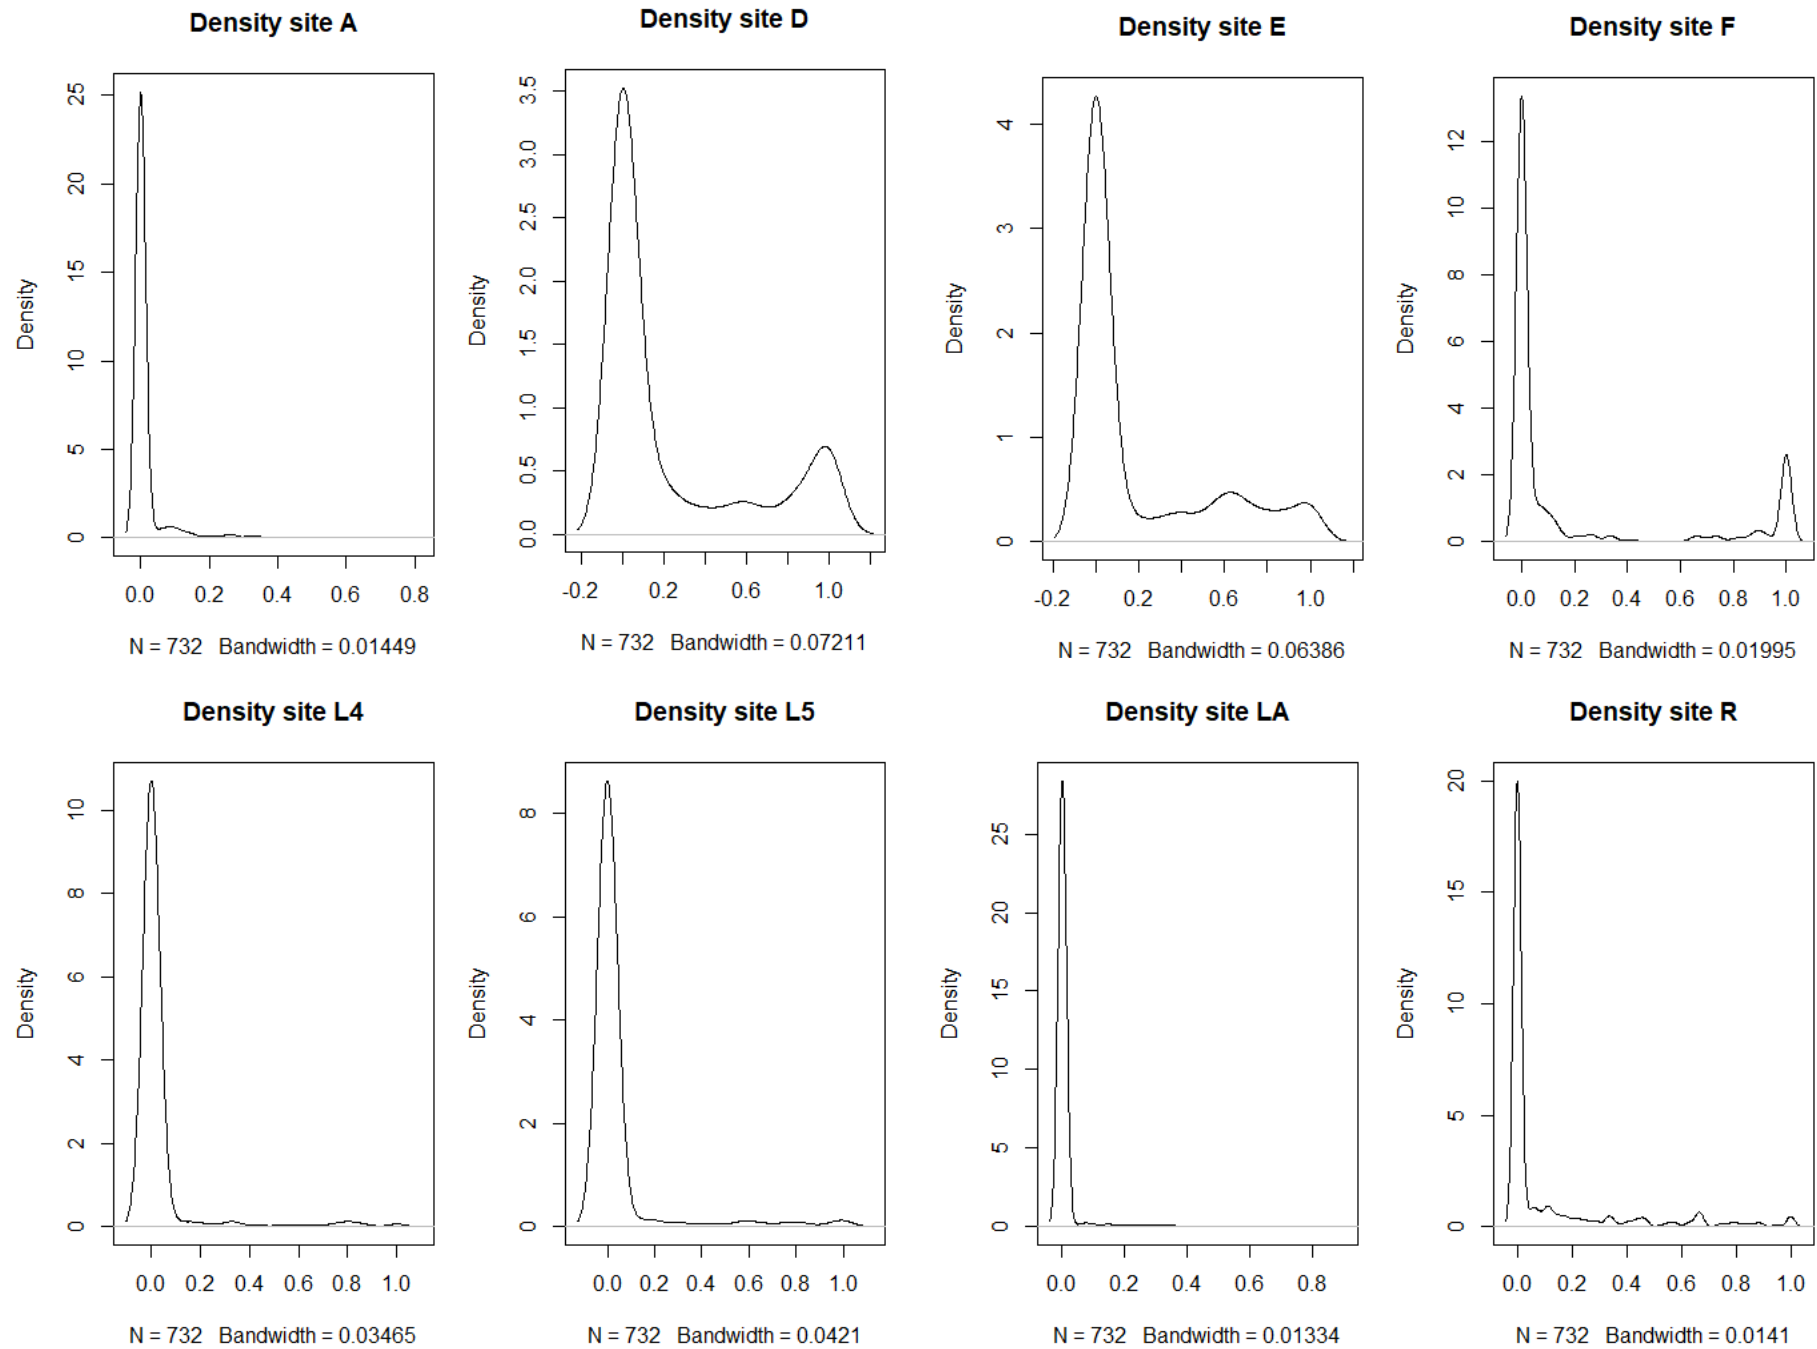 Density site A
Density
25
20
15
10
5
0
0.0 0.2 0.4 0.6 0.8
N = 732 Bandwidth = 0.01449
Density site D
Density
3.5
3.0
2.5
2.0
1.5
1.0
0.5
0.0
-0.2 0.2 0.6 1.0
N = 732 Bandwidth = 0.07211
Density site E
Density
4
3
2
1
0
-0.2 0.2 0.6 1.0
N = 732 Bandwidth = 0.06386
Density site F
Density
12
10
8
6
4
2
0
0.0 0.2 0.4 0.6 0.8 1.0
N = 732 Bandwidth = 0.01995
Density site L4
Density
10
8
6
4
2
0
0.0 0.2 0.4 0.6 0.8 1.0
N = 732 Bandwidth = 0.03465
Density site L5
Density
8
6
4
2
0
0.0 0.2 0.4 0.6 0.8 1.0
N = 732 Bandwidth = 0.0421
Density site LA
Density
25
20
15
10
5
0
0.0 0.2 0.4 0.6 0.8
N = 732 Bandwidth = 0.01334
Density site R
Density
20
15
10
5
0
0.0 0.2 0.4 0.6 0.8 1.0
N = 732 Bandwidth = 0.0141